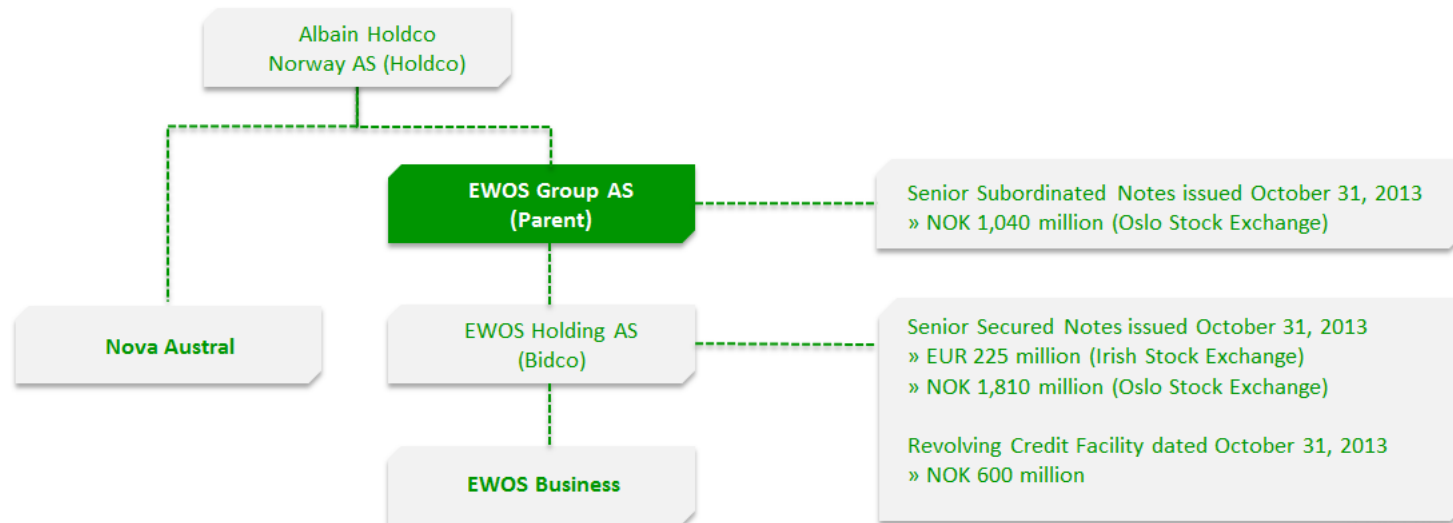 Albain Holdco
Norway AS (Holdco)
EWOS Group AS
(Parent)
Senior Subordinated Notes issued October 31, 2013
» NOK 1,040 million (Oslo Stock Exchange)
Nova Austral
EWOS Holding AS
(Bidco)
Senior Secured Notes issued October 31, 2013
» EUR 225 million (Irish Stock Exchange)
» NOK 1,810 million (Oslo Stock Exchange)
Revolving Credit Facility dated October 31, 2013
» NOK 600 million
EWOS Business